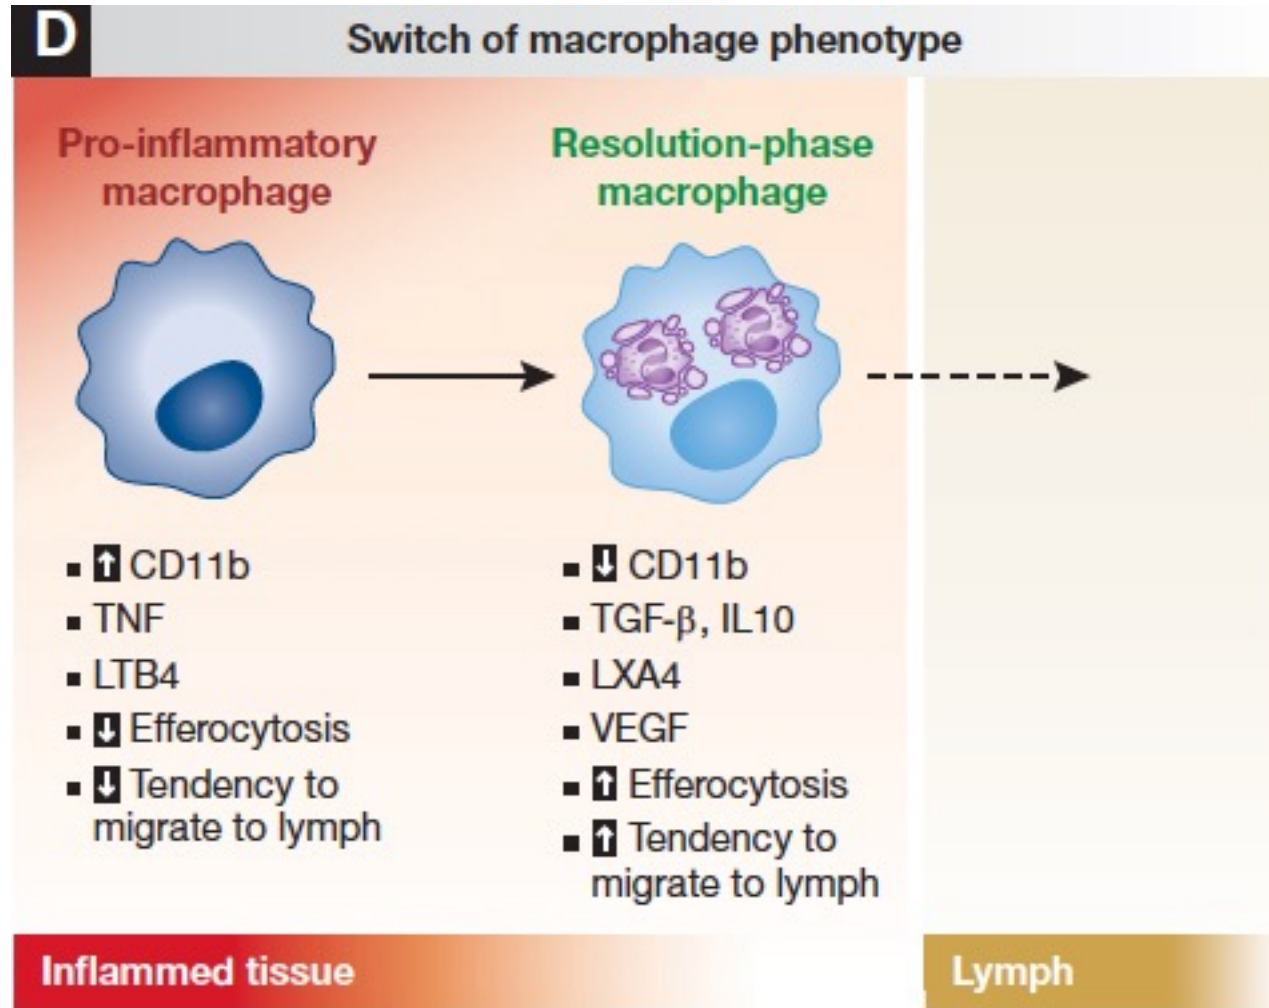 D
Switch of macrophage phenotype
Pro-inflammatory
macrophage
Resolution-phase
macrophage
▪ ⬆ CD11b
▪ TNF
▪ LTB4
▪ ⬇ Efferocytosis
▪ ⬇ Tendency to
migrate to lymph
▪ ⬇ CD11b
▪ TGF-β, IL10
▪ LXA4
▪ VEGF
▪ ⬆ Efferocytosis
▪ ⬆ Tendency to
migrate to lymph
Inflammed tissue
Lymph